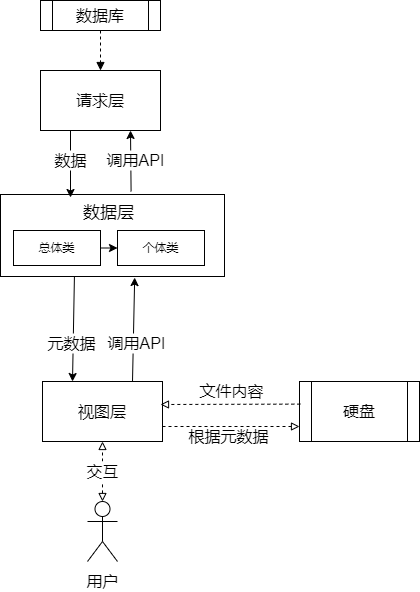 数据库
请求层
数据
调用API
数据层
总体类
个体类
元数据
调用API
文件内容
视图层
硬盘
根据元数据
交互
用户